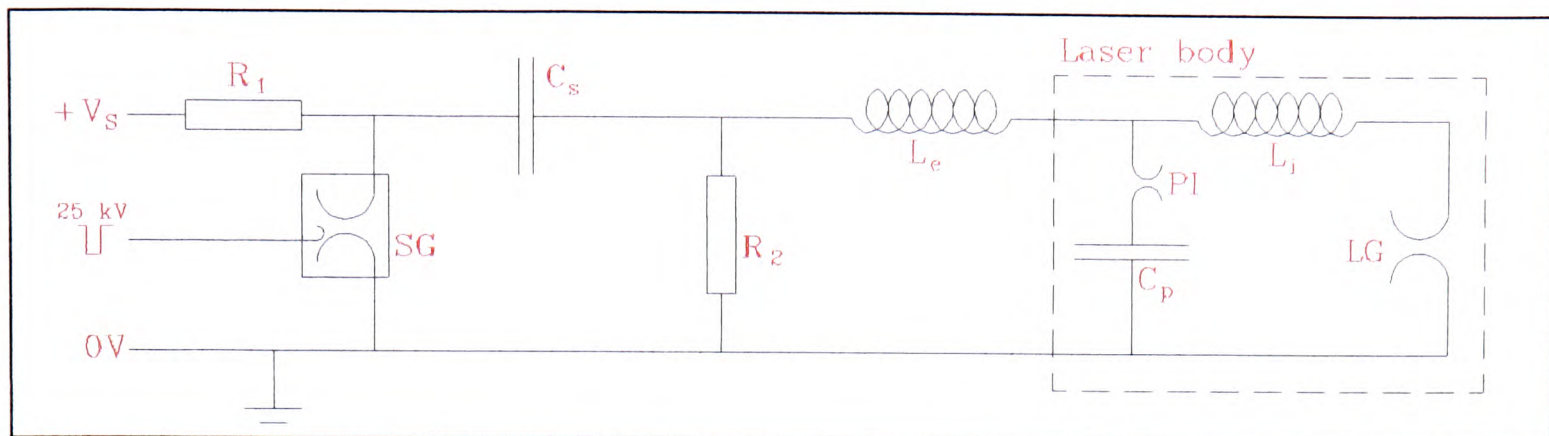 Laser body
R₁
Cₛ
+Vₛ
Lₑ
Lᵢ
PI
25 kV
SG
R₂
LG
Cₚ
0V